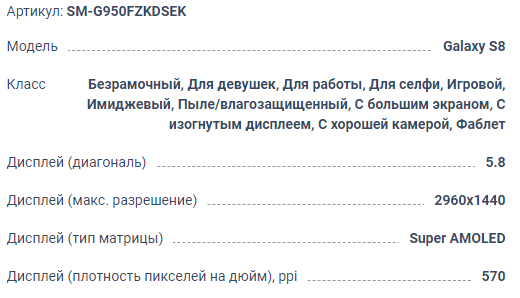 Артикул: SM-G950FZKDSEK
Модель Galaxy S8
Класс Безрамочный, Для девушек, Для работы, Для селфи, Игровой,
Имиджевый, Пыле/влагозащищенный, С большим экраном, С
изогнутым дисплеем, С хорошей камерой, Фаблет
Дисплей (диагональ) 5.8
Дисплей (макс. разрешение) 2960x1440
Дисплей (тип матрицы) Super AMOLED
Дисплей (плотность пикселей на дюйм), ppi 570